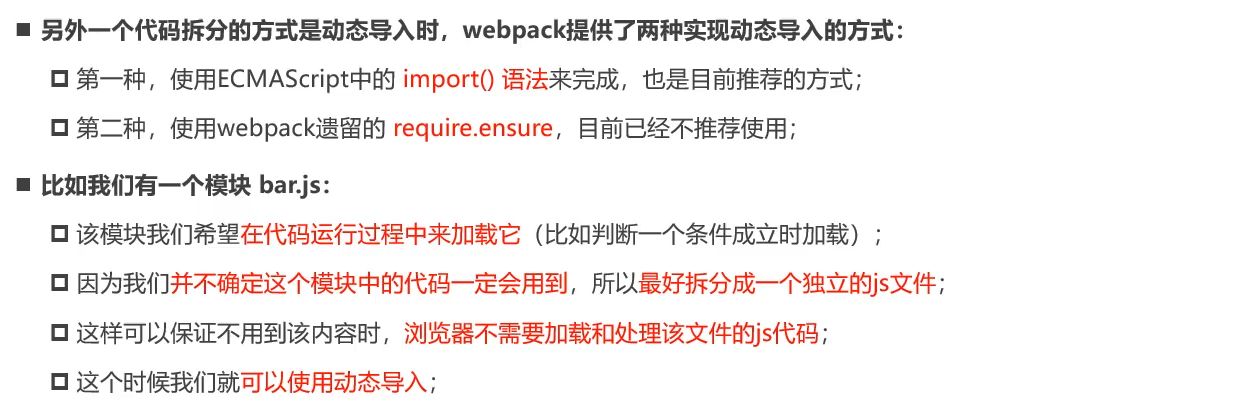 ■ 另外一个代码拆分的方式是动态导入时，webpack提供了两种实现动态导入的方式：
❑ 第一种，使用ECMAScript中的 import() 语法来完成，也是目前推荐的方式；
❑ 第二种，使用webpack遗留的 require.ensure，目前已经不推荐使用；
■ 比如我们有一个模块 bar.js：
❑ 该模块我们希望在代码运行过程中来加载它（比如判断一个条件成立时加载）；
❑ 因为我们并不确定这个模块中的代码一定会用到，所以最好拆分成一个独立的js文件；
❑ 这样可以保证不用到该内容时，浏览器不需要加载和处理该文件的js代码；
❑ 这个时候我们就可以使用动态导入；